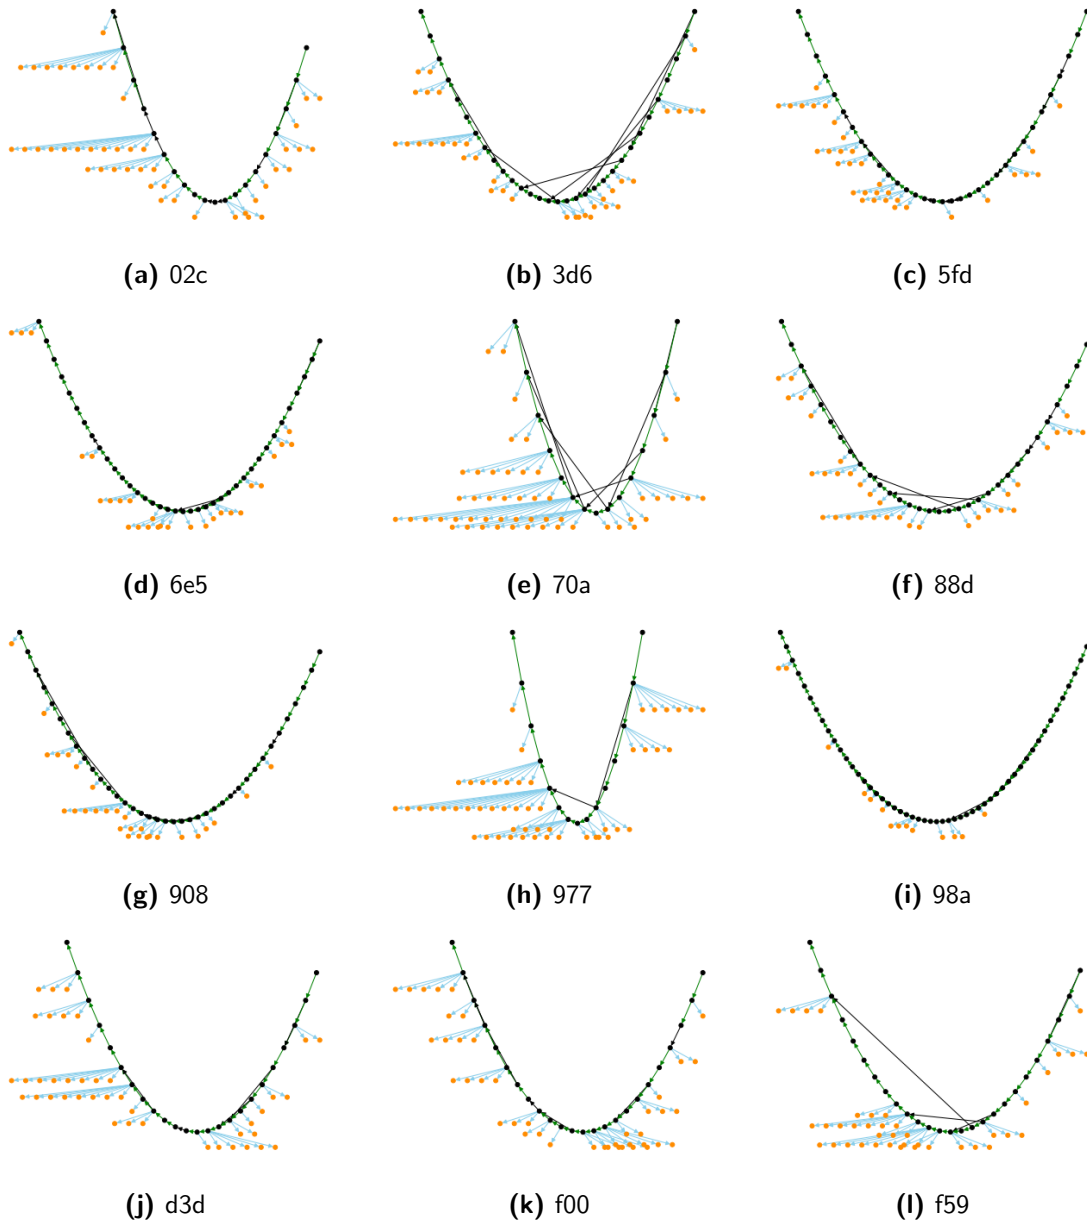 (a) 02c (b) 3d6 (c) 5fd
(d) 6e5 (e) 70a (f) 88d
(g) 908 (h) 977 (i) 98a
(j) d3d (k) f00 (l) f59